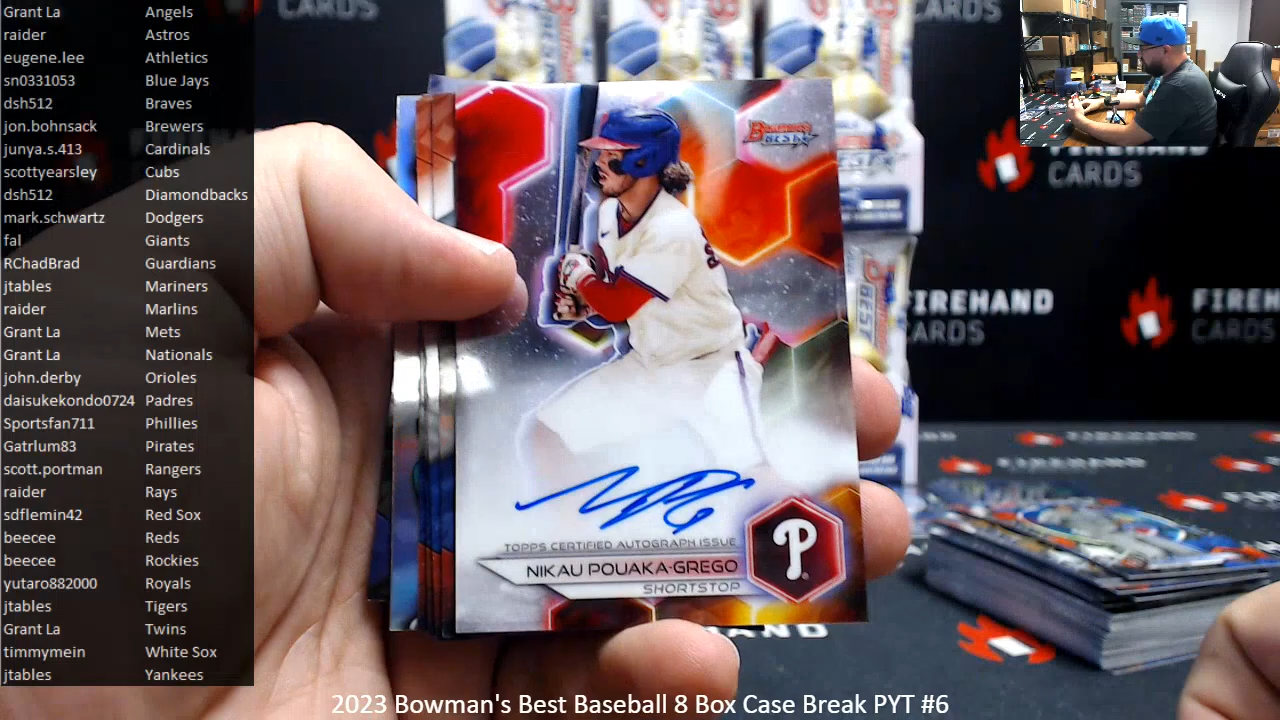 Grant La Angels
raider Astros
eugene.lee Athletics
sn0331053 Blue Jays
dsh512 Braves
jon.bohnsack Brewers
junya.s.413 Cardinals
scottyearsley Cubs
dsh512 Diamondbacks
mark.schwartz Dodgers
fal Giants
RChadBrad Guardians
jtables Mariners
raider Marlins
Grant La Mets
Grant La Nationals
john.derby Orioles
daisukekondo0724 Padres
Sportsfan711 Phillies
Gatrlum83 Pirates
scott.portman Rangers
raider Rays
sdflemin42 Red Sox
beecee Reds
beecee Rockies
yutaro882000 Royals
jtables Tigers
Grant La Twins
timmymein White Sox
jtables Yankees
CARDS
CARDS
BOWMAN'S
BEST
FIREHAND
CARDS
FIREHAND
CARDS
FIREH
CARDS
TOPPS CERTIFIED AUTOGRAPH ISSUE
NIKAU POUAKA-GREGO
SHORTSTOP
P
HAND
2023 Bowman's Best Baseball 8 Box Case Break PYT #6